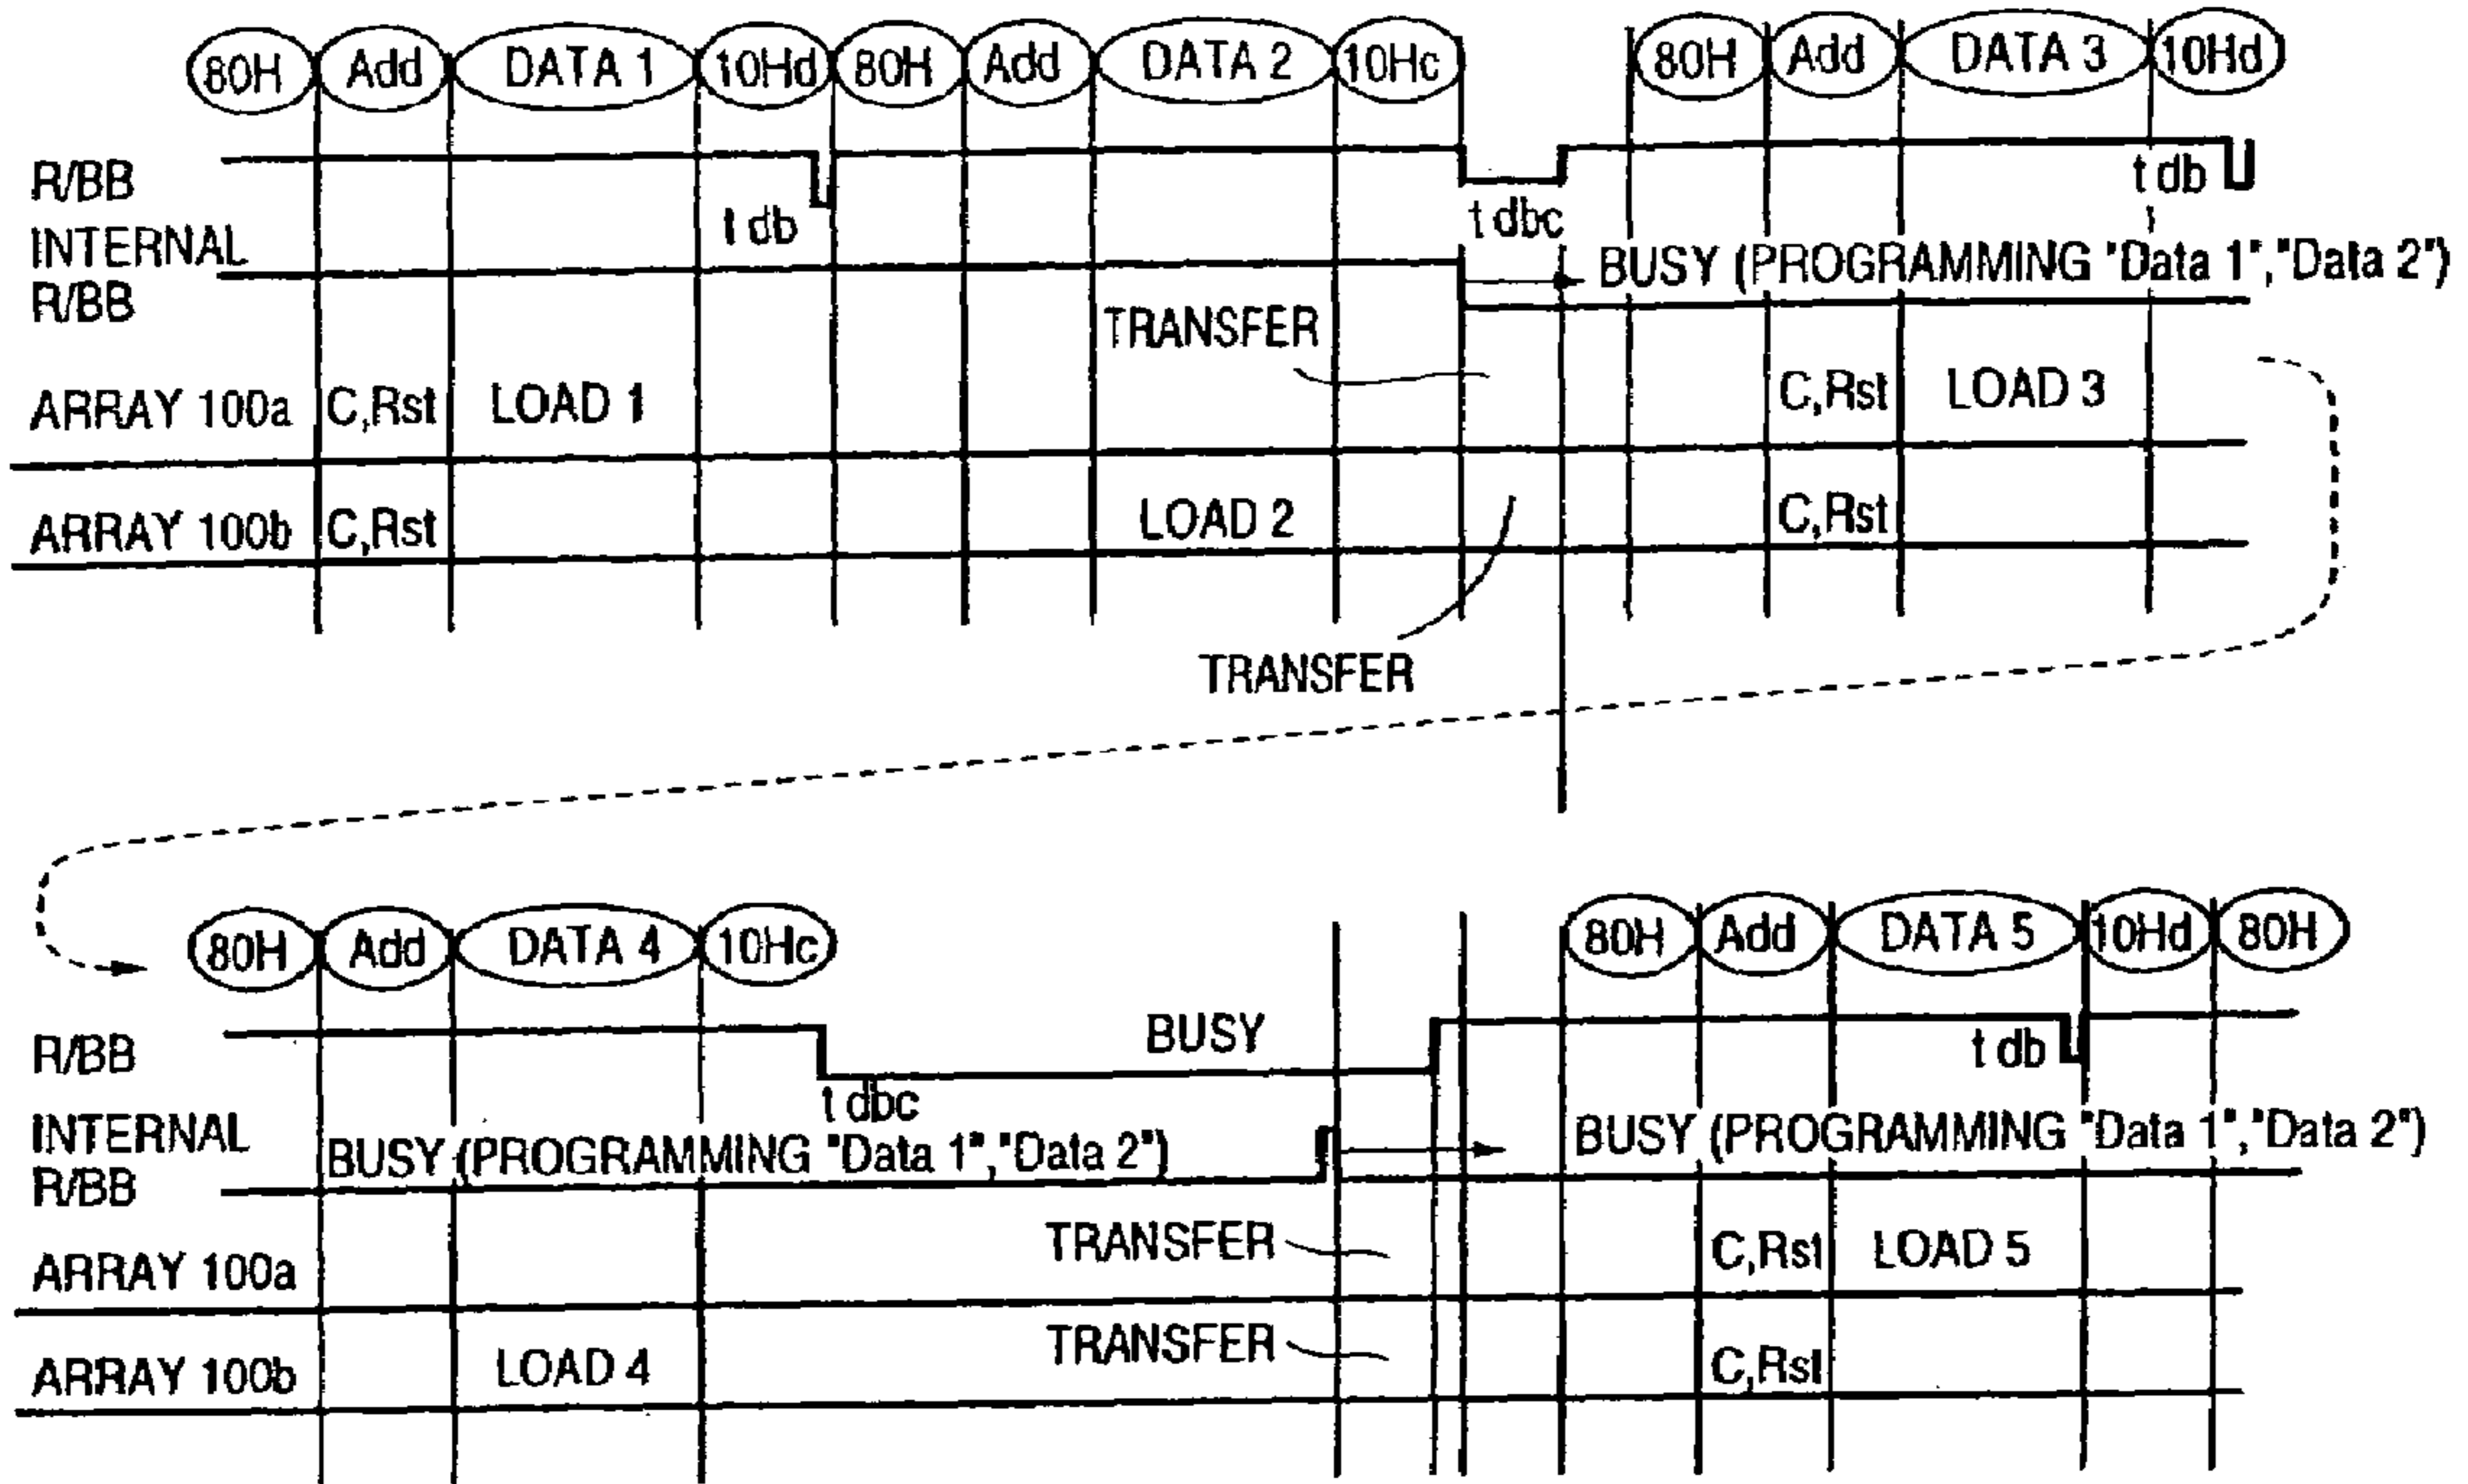 80H Add DATA 1 10Hd 80H Add DATA 2 10Hc 80H Add DATA 3 10Hd
R/BB
t db
t dbc
t db
INTERNAL
R/BB
BUSY (PROGRAMMING "Data 1","Data 2")
TRANSFER
ARRAY 100a C,Rst LOAD 1 C,Rst LOAD 3
ARRAY 100b C,Rst LOAD 2 C,Rst
TRANSFER
80H Add DATA 4 10Hc 80H Add DATA 5 10Hd 80H
R/BB
BUSY
t dbc
t db
INTERNAL
R/BB
BUSY (PROGRAMMING "Data 1","Data 2")
BUSY (PROGRAMMING "Data 1","Data 2")
ARRAY 100a TRANSFER C,Rst LOAD 5
ARRAY 100b LOAD 4 TRANSFER C,Rst